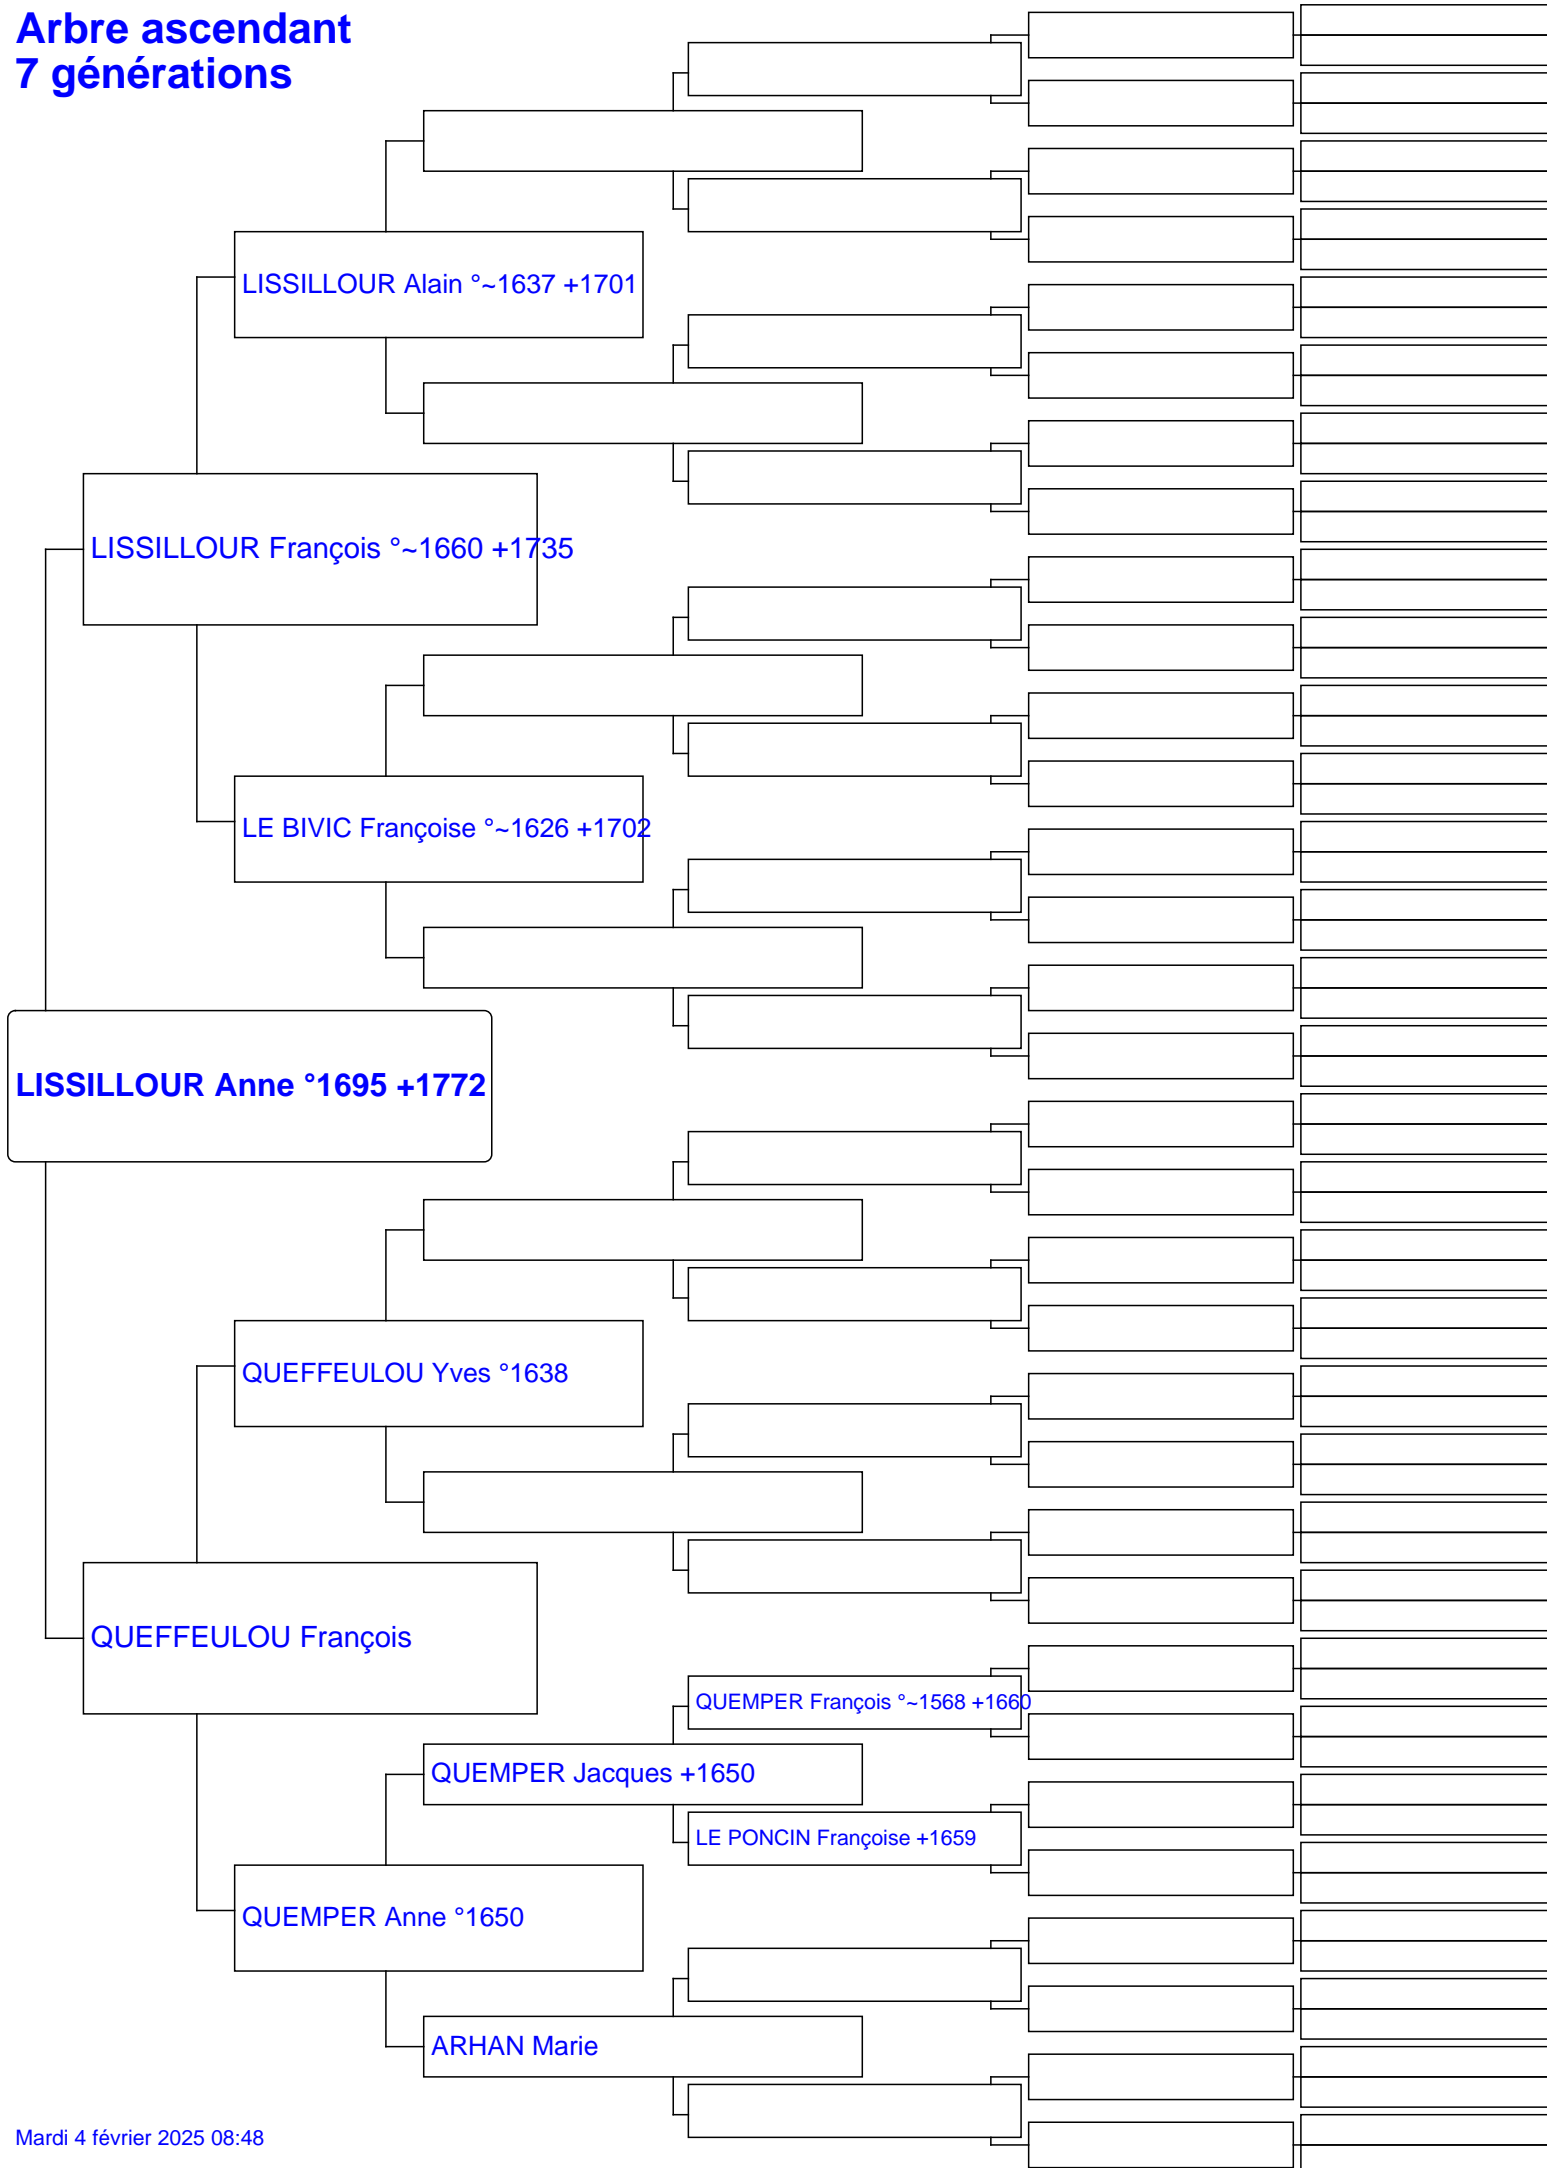 Arbre ascendant
7 générations
LISSILLOUR Alain °~1637 +1701
LISSILLOUR François °~1660 +1735
LE BIVIC Françoise °~1626 +1702
LISSILLOUR Anne °1695 +1772
QUEFFEULOU Yves °1638
QUEFFEULOU François
QUEMPER François °~1568 +1660
QUEMPER Jacques +1650
LE PONCIN Françoise +1659
QUEMPER Anne °1650
ARHAN Marie
Mardi 4 février 2025 08:48